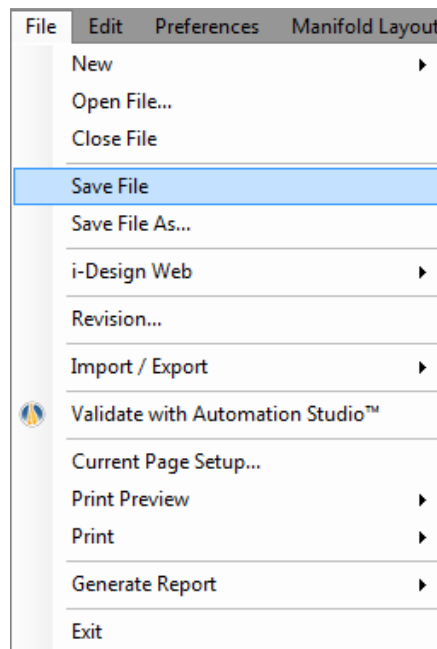 File Edit Preferences Manifold Layout
New
Open File...
Close File
Save File
Save File As...
i-Design Web
Revision...
Import / Export
Validate with Automation Studio™
Current Page Setup...
Print Preview
Print
Generate Report
Exit